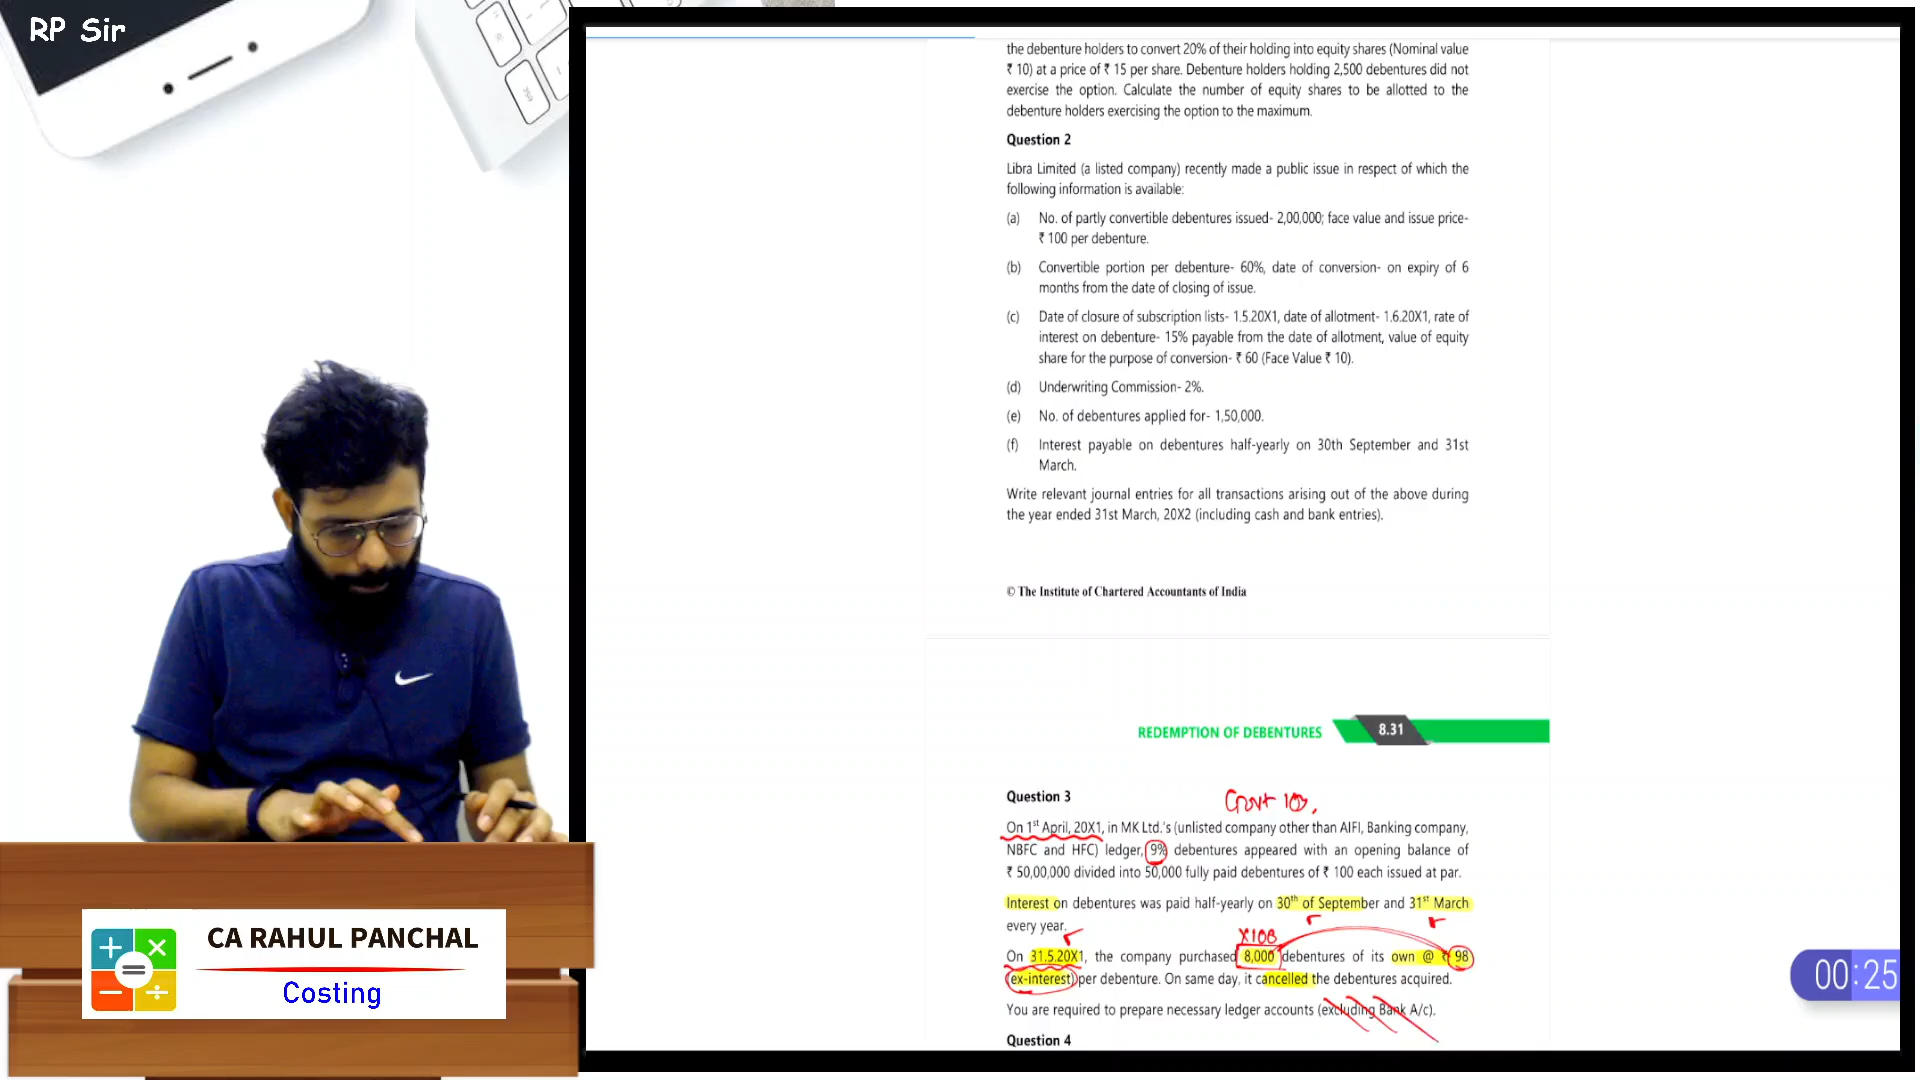 RP Sir
the debenture holders to convert 20% of their holding into equity shares (Nominal value
₹ 10) at a price of ₹ 15 per share. Debenture holders holding 2,500 debentures did not
exercise the option. Calculate the number of equity shares to be allotted to the
debenture holders exercising the option to the maximum.
Question 2
Libra Limited (a listed company) recently made a public issue in respect of which the
following information is available:
(a) No. of partly convertible debentures issued- 2,00,000; face value and issue price-
₹ 100 per debenture.
(b) Convertible portion per debenture- 60%, date of conversion- on expiry of 6
months from the date of closing of issue.
(c) Date of closure of subscription lists- 1.5.20X1, date of allotment- 1.6.20X1, rate of
interest on debenture- 15% payable from the date of allotment, value of equity
share for the purpose of conversion- ₹ 60 (Face Value ₹ 10).
(d) Underwriting Commission- 2%.
(e) No. of debentures applied for- 1,50,000.
(f) Interest payable on debentures half-yearly on 30th September and 31st
March.
Write relevant journal entries for all transactions arising out of the above during
the year ended 31st March, 20X2 (including cash and bank entries).
© The Institute of Chartered Accountants of India
REDEMPTION OF DEBENTURES 8.31
Question 3
On 1st April, 20X1, in MK Ltd.'s (unlisted company other than AIFI, Banking company,
NBFC and HFC) ledger, 9% debentures appeared with an opening balance of
₹ 50,00,000 divided into 50,000 fully paid debentures of ₹ 100 each issued at par.
Interest on debentures was paid half-yearly on 30th of September and 31st March
every year.
X100
On 31.5.20X1, the company purchased 8,000 debentures of its own @ ₹ 98
(ex-interest) per debenture. On same day, it cancelled the debentures acquired.
You are required to prepare necessary ledger accounts (excluding Bank A/c).
Question 4
00:25
CA RAHUL PANCHAL
Costing